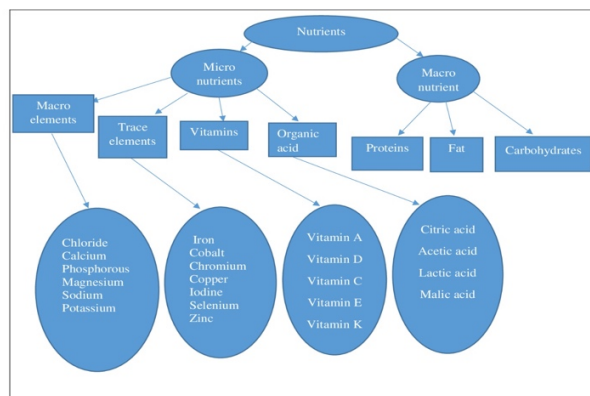 Nutrients
Micro
nutrients
Macro
nutrient
Macro
elements
Trace
elements
Vitamins
Organic
acid
Proteins
Fat
Carbohydrates
Chloride
Calcium
Phosphorous
Magnesium
Sodium
Potassium
Iron
Cobalt
Chromium
Copper
Iodine
Selenium
Zinc
Vitamin A
Vitamin D
Vitamin C
Vitamin E
Vitamin K
Citric acid
Acetic acid
Lactic acid
Malic acid